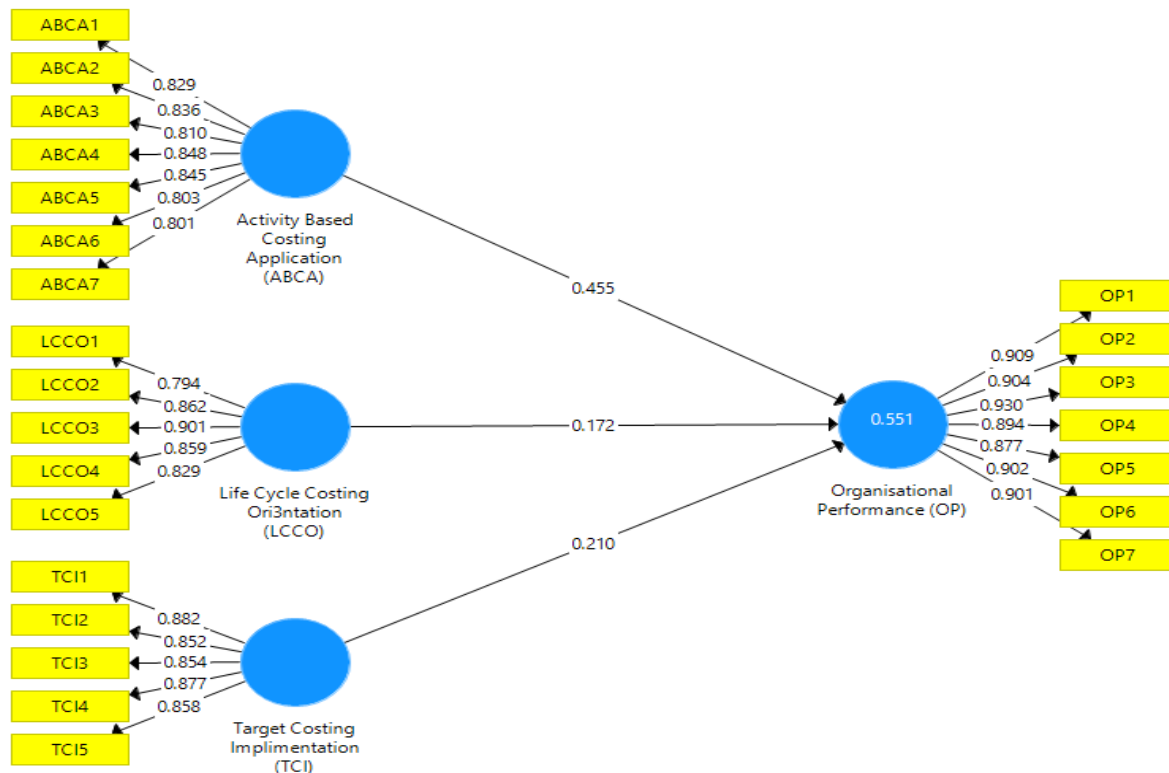 ABCA1
ABCA2
ABCA3
ABCA4
ABCA5
ABCA6
ABCA7
0.829
0.836
0.810
0.848
0.845
0.803
0.801
Activity Based
Costing
Application
(ABCA)
0.455
LCCO1
LCCO2
LCCO3
LCCO4
LCCO5
0.794
0.862
0.901
0.859
0.829
Life Cycle Costing
Ori3ntation
(LCCO)
0.172
TCI1
TCI2
TCI3
TCI4
TCI5
0.882
0.852
0.854
0.877
0.858
Target Costing
Implimentation
(TCI)
0.210
0.551
Organisational
Performance (OP)
0.909
0.904
0.930
0.894
0.877
0.902
0.901
OP1
OP2
OP3
OP4
OP5
OP6
OP7